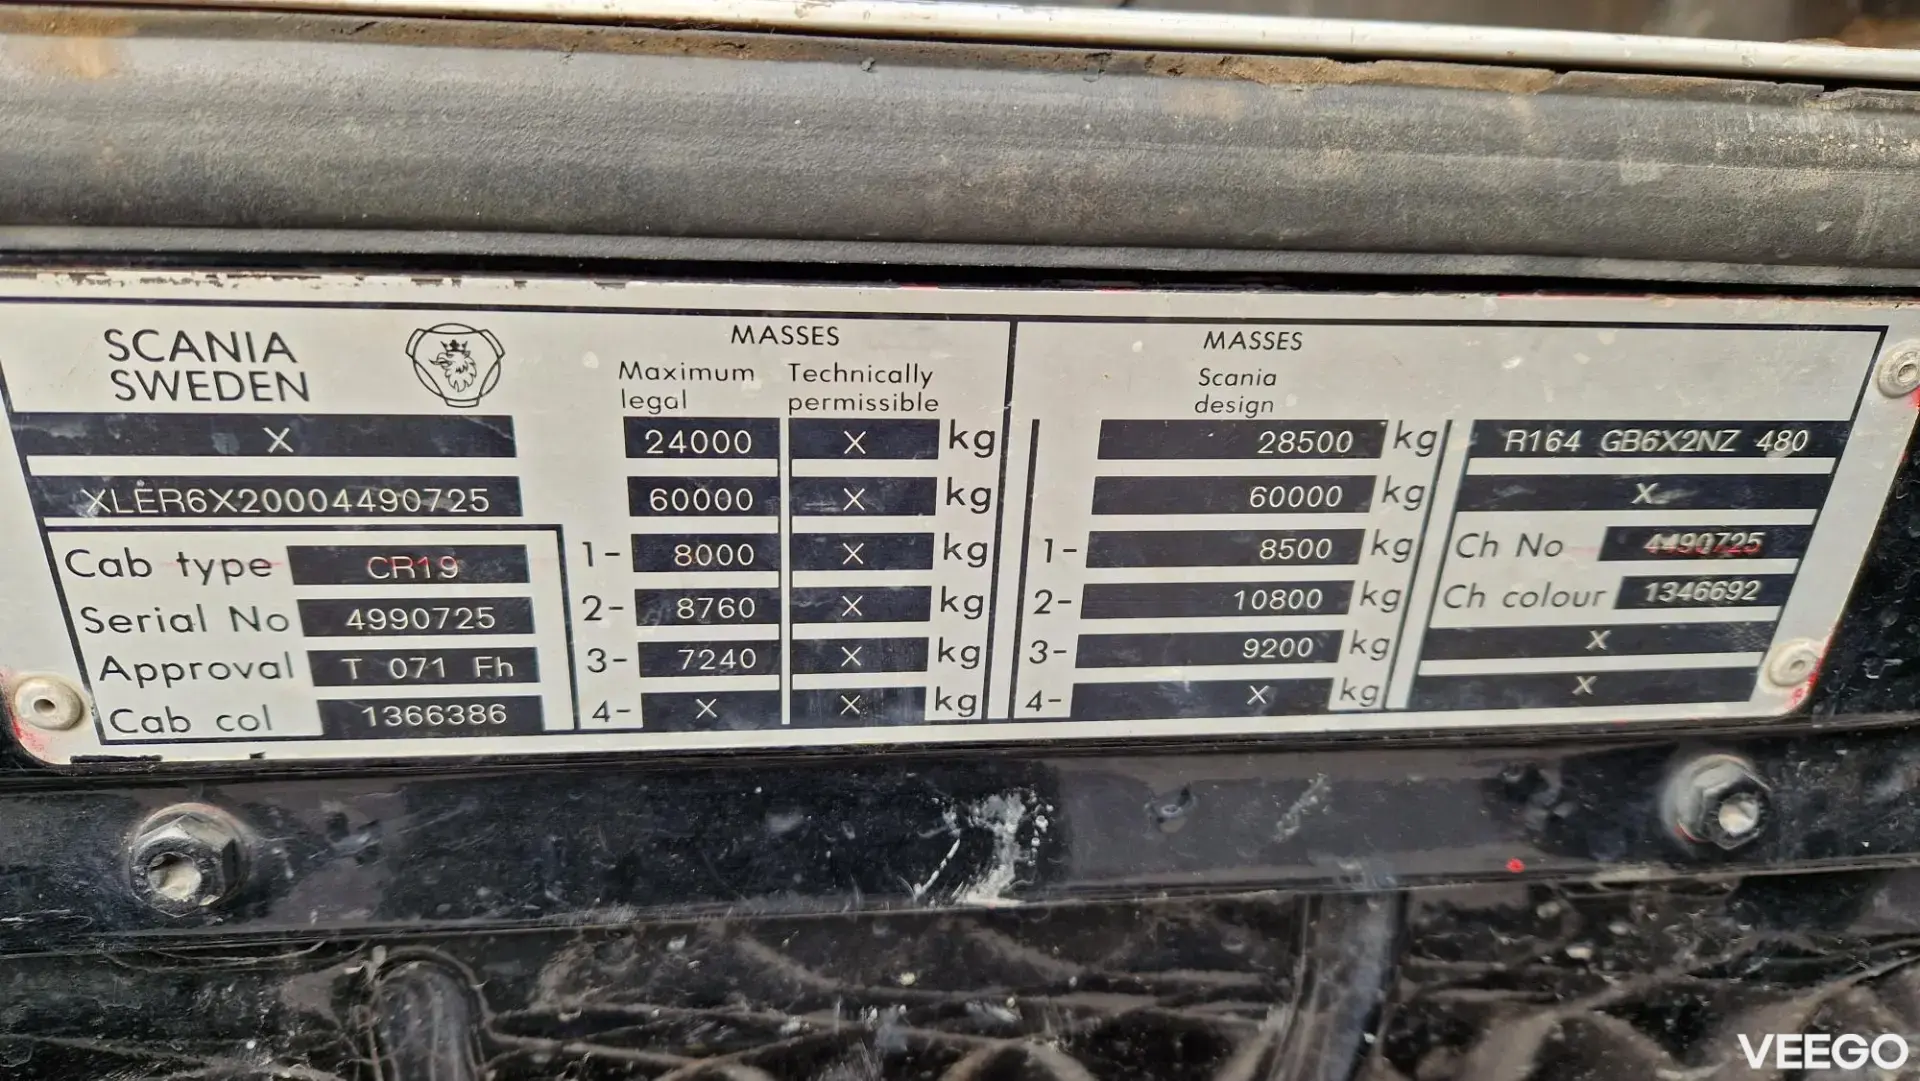 SCANIA
SWEDEN
X
XLER6X20004490725
Cab type CR19
Serial No 4990725
Approval T 071 Fh
Cab col 1366386
MASSES
Maximum legal Technically permissible
24000 X kg
60000 X kg
1- 8000 X kg
2- 8760 X kg
3- 7240 X kg
4- X X kg
MASSES
Scania
design
28500 kg
60000 kg
1- 8500 kg
2- 10800 kg
3- 9200 kg
4- X kg
R164 GB6X2NZ 480
X
Ch No 4490725
Ch colour 1346692
X
X
VEEGO